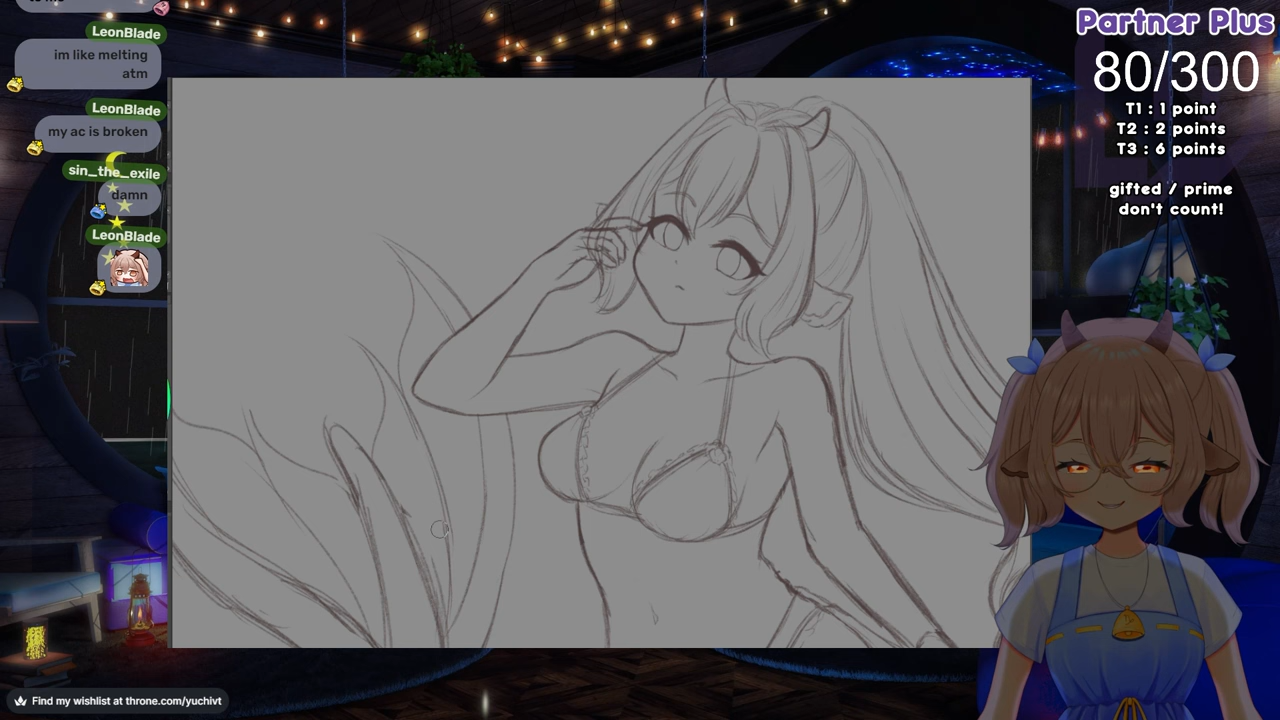 LeonBlade
im like melting
atm
LeonBlade
my ac is broken
sin_the_exile
damn
LeonBlade
Partner Plus
80/300
T1 : 1 point
T2 : 2 points
T3 : 6 points
gifted / prime
don't count!
Find my wishlist at throne.com/yuchivt